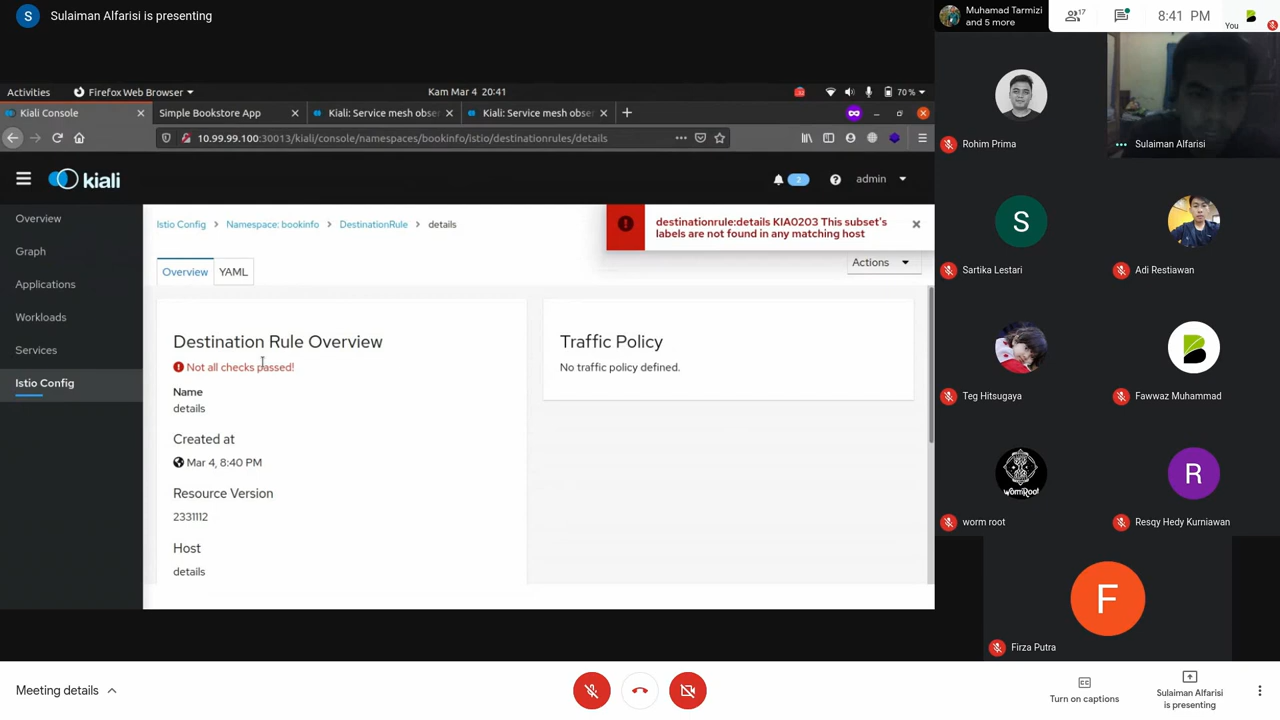 S
Sulaiman Alfarisi is presenting
Muhamad Tarmizi
and 5 more
17
8:41 PM
You
Activities
Firefox Web Browser
Kam Mar 4 20:41
70 %
Kiali Console
Simple Bookstore App
Kiali: Service mesh obser
Kiali: Service mesh obser
10.99.99.100:30013/kiali/console/namespaces/bookinfo/istio/destinationrules/details
kiali
2
admin
Overview
Graph
Applications
Workloads
Services
Istio Config
Istio Config
Namespace: bookinfo
DestinationRule
details
destinationrule:details KIA0203 This subset's
labels are not found in any matching host
Overview
YAML
Actions
Destination Rule Overview
Not all checks passed!
Name
details
Created at
Mar 4, 8:40 PM
Resource Version
2331112
Host
details
Traffic Policy
No traffic policy defined.
Rohim Prima
Sulaiman Alfarisi
S
Sartika Lestari
Adi Restiawan
Teg Hitsugaya
Fawwaz Muhammad
WormRoot
worm root
R
Resqy Hedy Kurniawan
F
Firza Putra
Meeting details
CC
Turn on captions
Sulaiman Alfarisi
is presenting